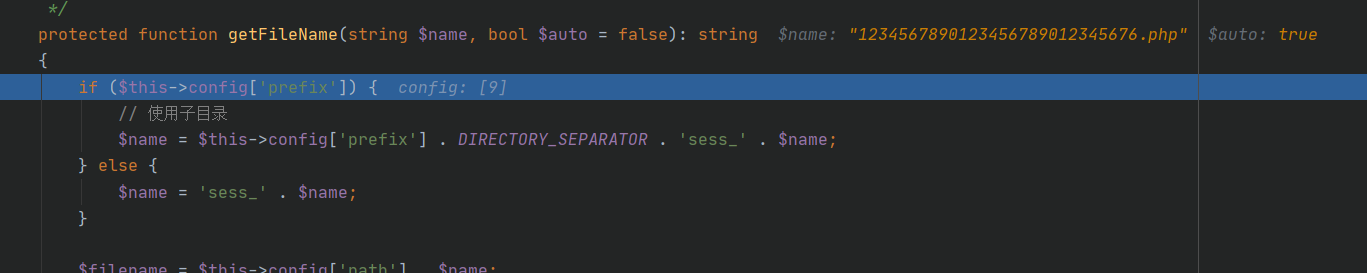 */
protected function getFileName(string $name, bool $auto = false): string $name: "1234567890123456789012345676.php" $auto: true
{
if ($this->config['prefix']) { config: [9]
// 使用子目录
$name = $this->config['prefix'] . DIRECTORY_SEPARATOR . 'sess_' . $name;
} else {
$name = 'sess_' . $name;
}
$filename = $this->config['path'] . $name;